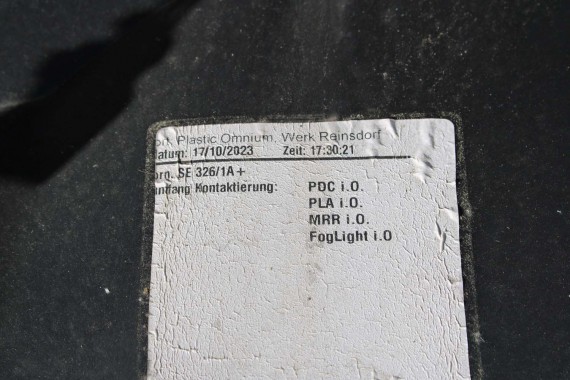 on, Plastic Omnium, Werk Reinsdorf
atum: 17/10/2023 Zeit: 17:30:21
org. SE 326/1A+
Kontaktierung: PDC i.O.
PLA i.O.
MRR i.O.
FogLight i.O